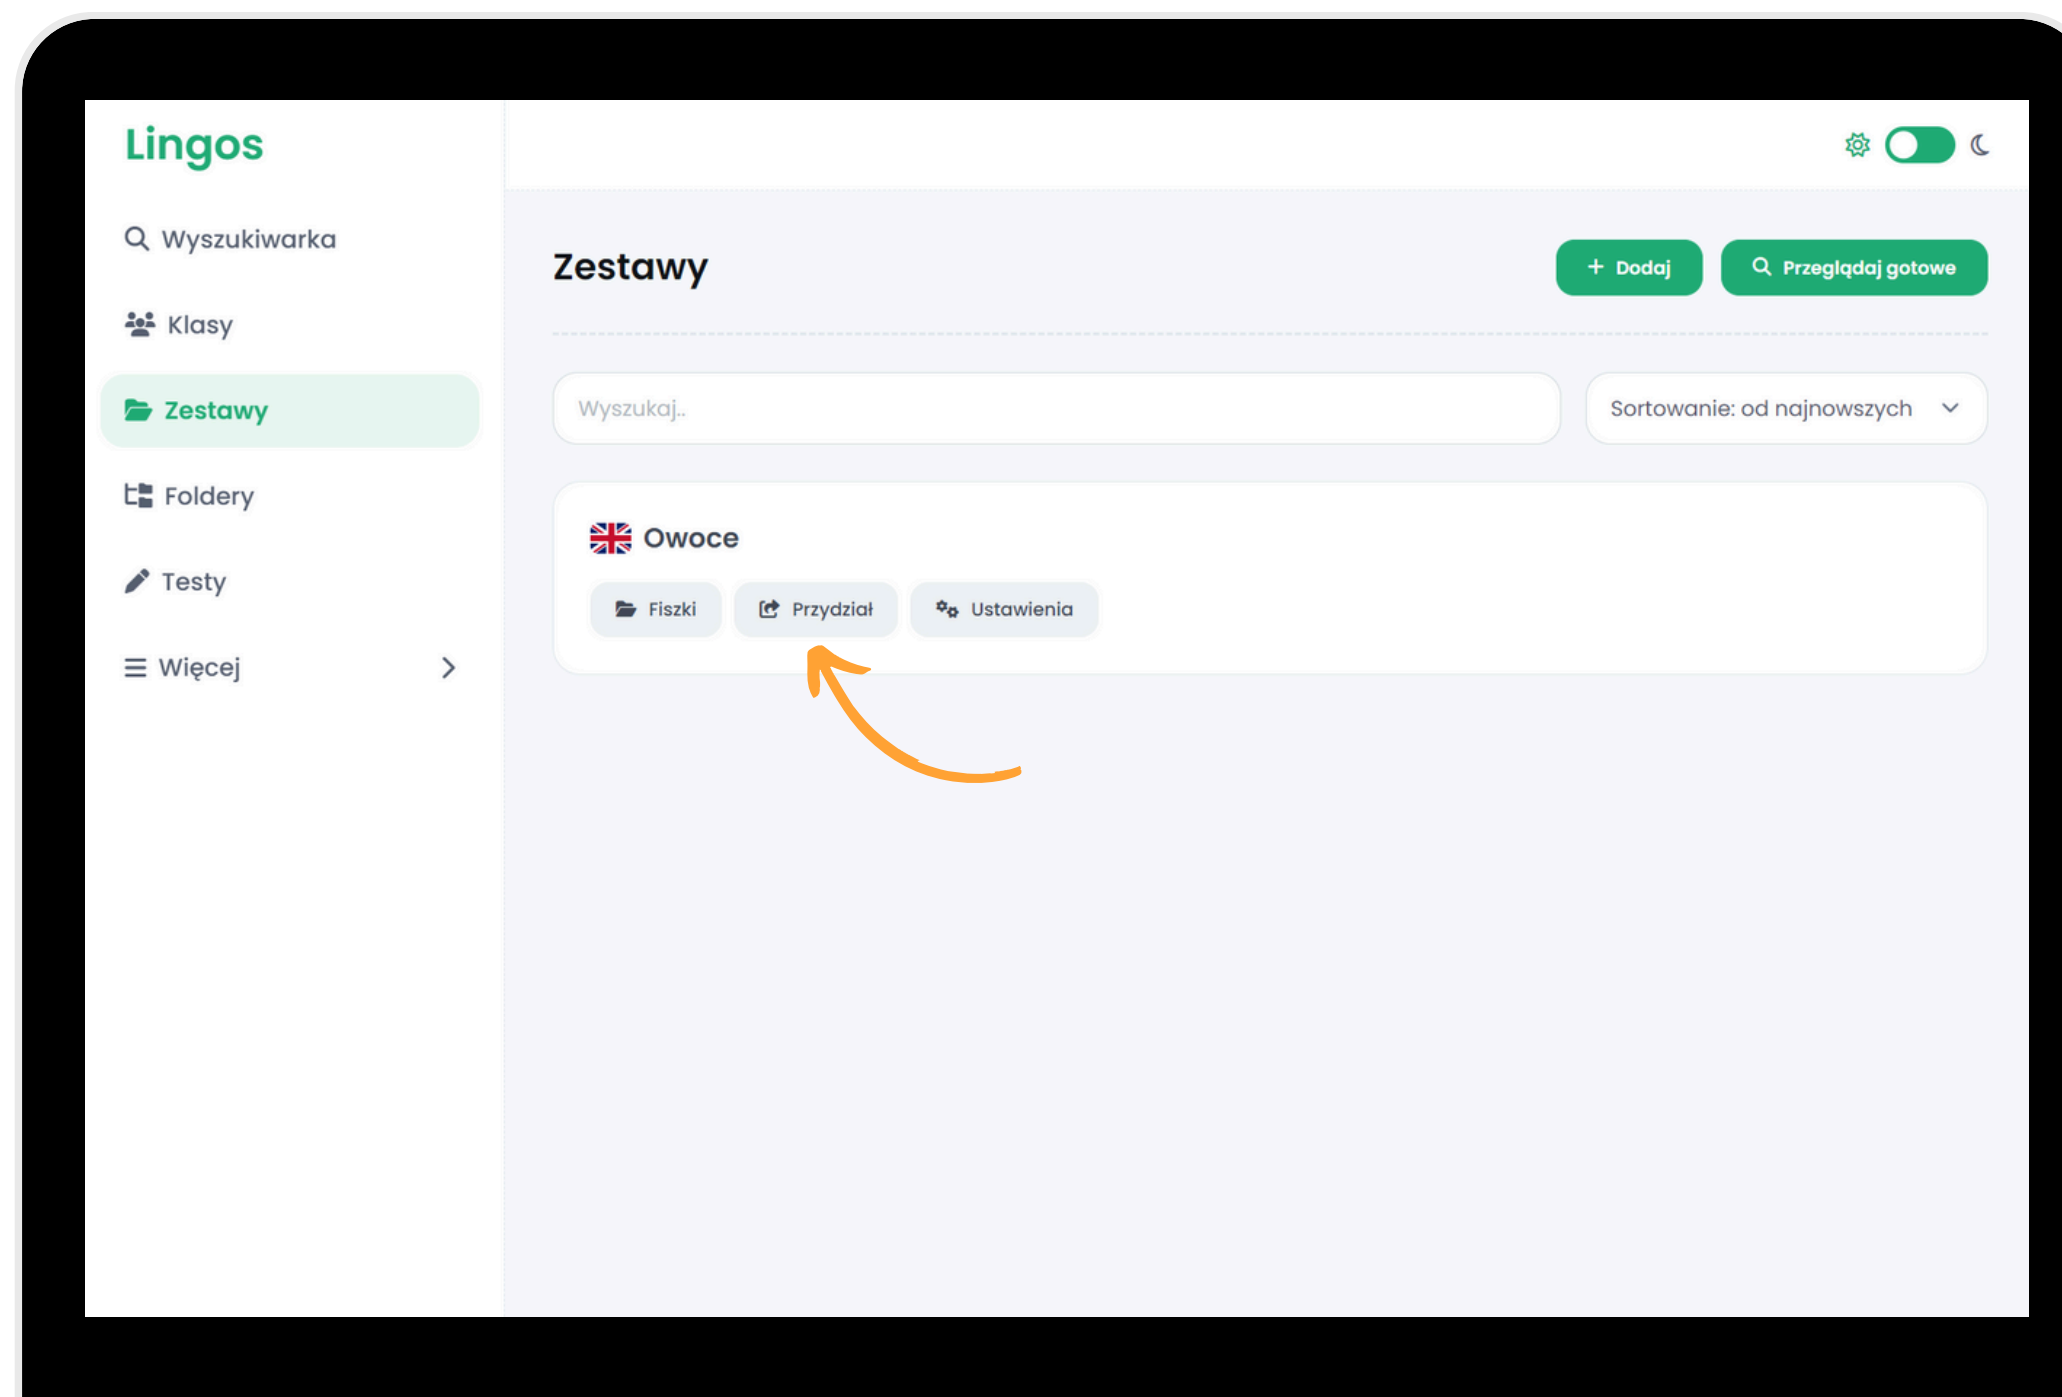 Lingos
Wyszukiwarka
Klasy
Zestawy
Foldery
Testy
Więcej
Zestawy
+ Dodaj
Przeglądaj gotowe
Wyszukaj..
Sortowanie: od najnowszych
Owoce
Fiszki
Przydział
Ustawienia